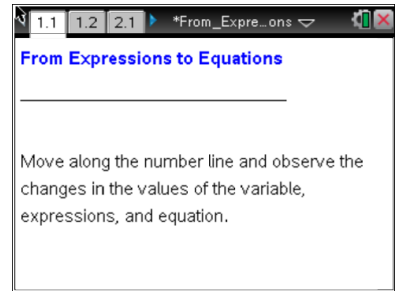 1.1 1.2 2.1 *From_Expre...ons
From Expressions to Equations
Move along the number line and observe the
changes in the values of the variable,
expressions, and equation.